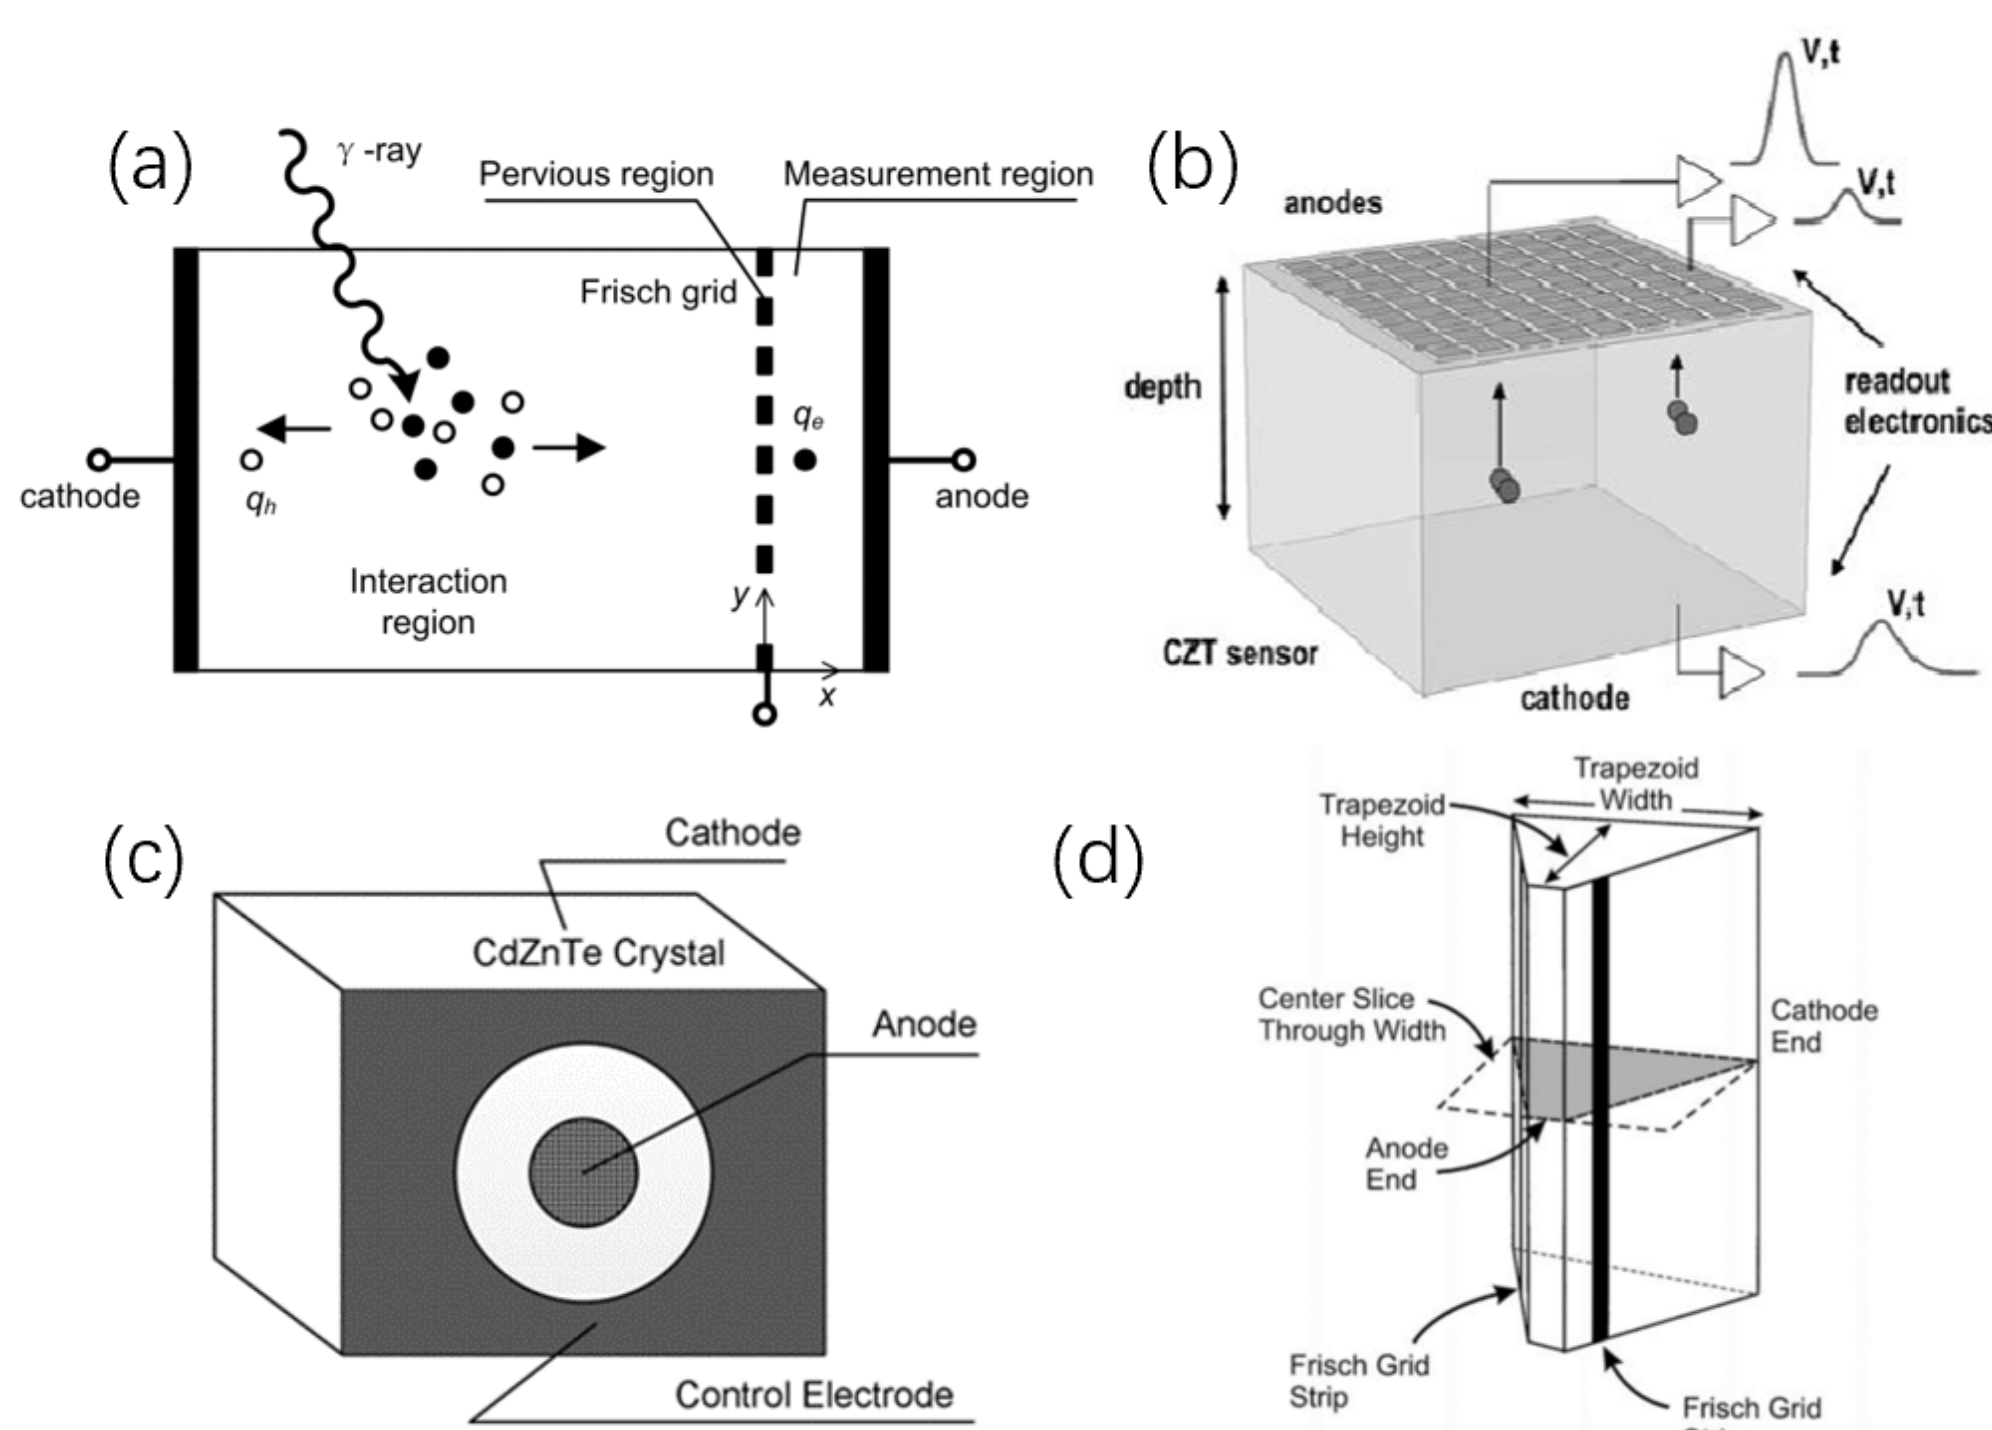 (a)
γ -ray
Pervious region
Measurement region
Frisch grid
qe
qh
cathode
anode
Interaction
region
y
x
(b)
V,t
V,t
anodes
depth
readout
electronics
V,t
CZT sensor
cathode
(c)
Cathode
CdZnTe Crystal
Anode
Control Electrode
(d)
Trapezoid
Width
Trapezoid
Height
Center Slice
Through Width
Cathode
End
Anode
End
Frisch Grid
Strip
Frisch Grid